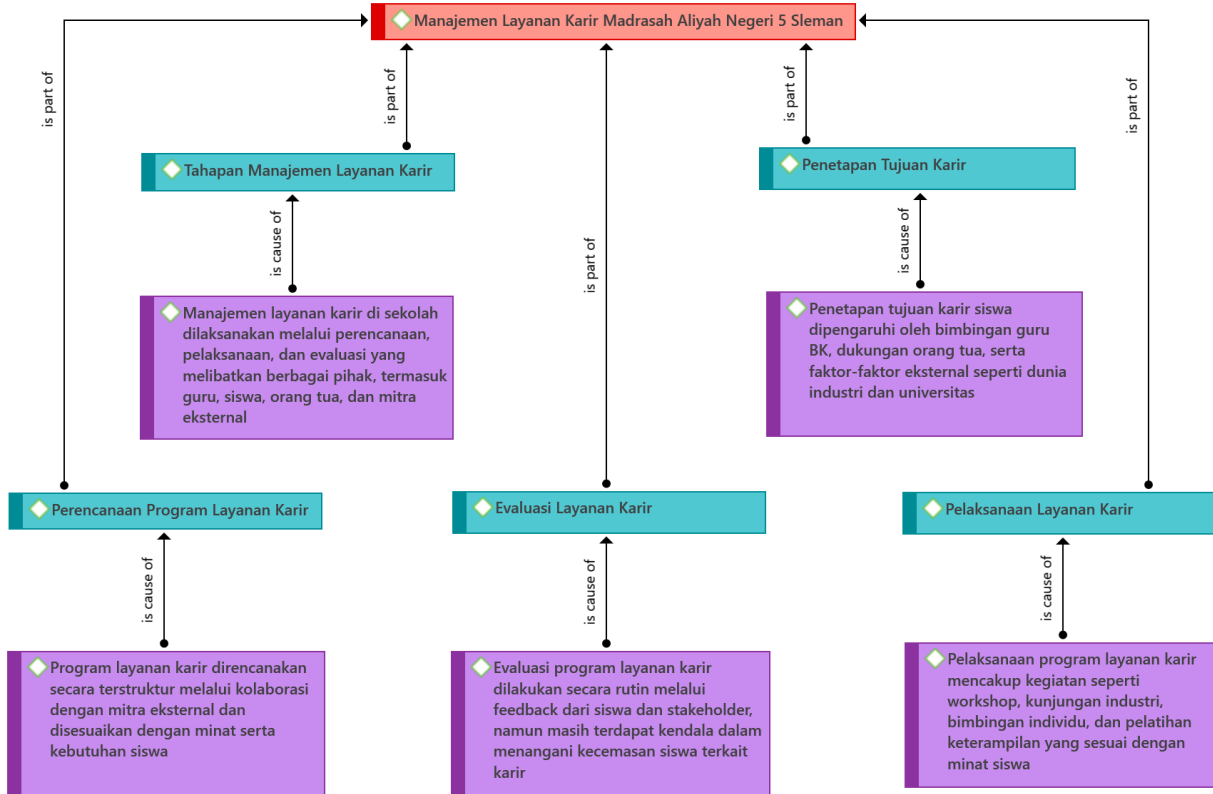 Manajemen Layanan Karir Madrasah Aliyah Negeri 5 Sleman
is part of
is part of
is part of
is part of
is part of
Tahapan Manajemen Layanan Karir
Penetapan Tujuan Karir
is cause of
is cause of
Manajemen layanan karir di sekolah
dilaksanakan melalui perencanaan,
pelaksanaan, dan evaluasi yang
melibatkan berbagai pihak, termasuk
guru, siswa, orang tua, dan mitra
eksternal
Penetapan tujuan karir siswa
dipengaruhi oleh bimbingan guru
BK, dukungan orang tua, serta
faktor-faktor eksternal seperti dunia
industri dan universitas
Perencanaan Program Layanan Karir
Evaluasi Layanan Karir
Pelaksanaan Layanan Karir
is cause of
is cause of
is cause of
Program layanan karir direncanakan
secara terstruktur melalui kolaborasi
dengan mitra eksternal dan
disesuaikan dengan minat serta
kebutuhan siswa
Evaluasi program layanan karir
dilakukan secara rutin melalui
feedback dari siswa dan stakeholder,
namun masih terdapat kendala dalam
menangani kecemasan siswa terkait
karir
Pelaksanaan program layanan karir
mencakup kegiatan seperti
workshop, kunjungan industri,
bimbingan individu, dan pelatihan
keterampilan yang sesuai dengan
minat siswa